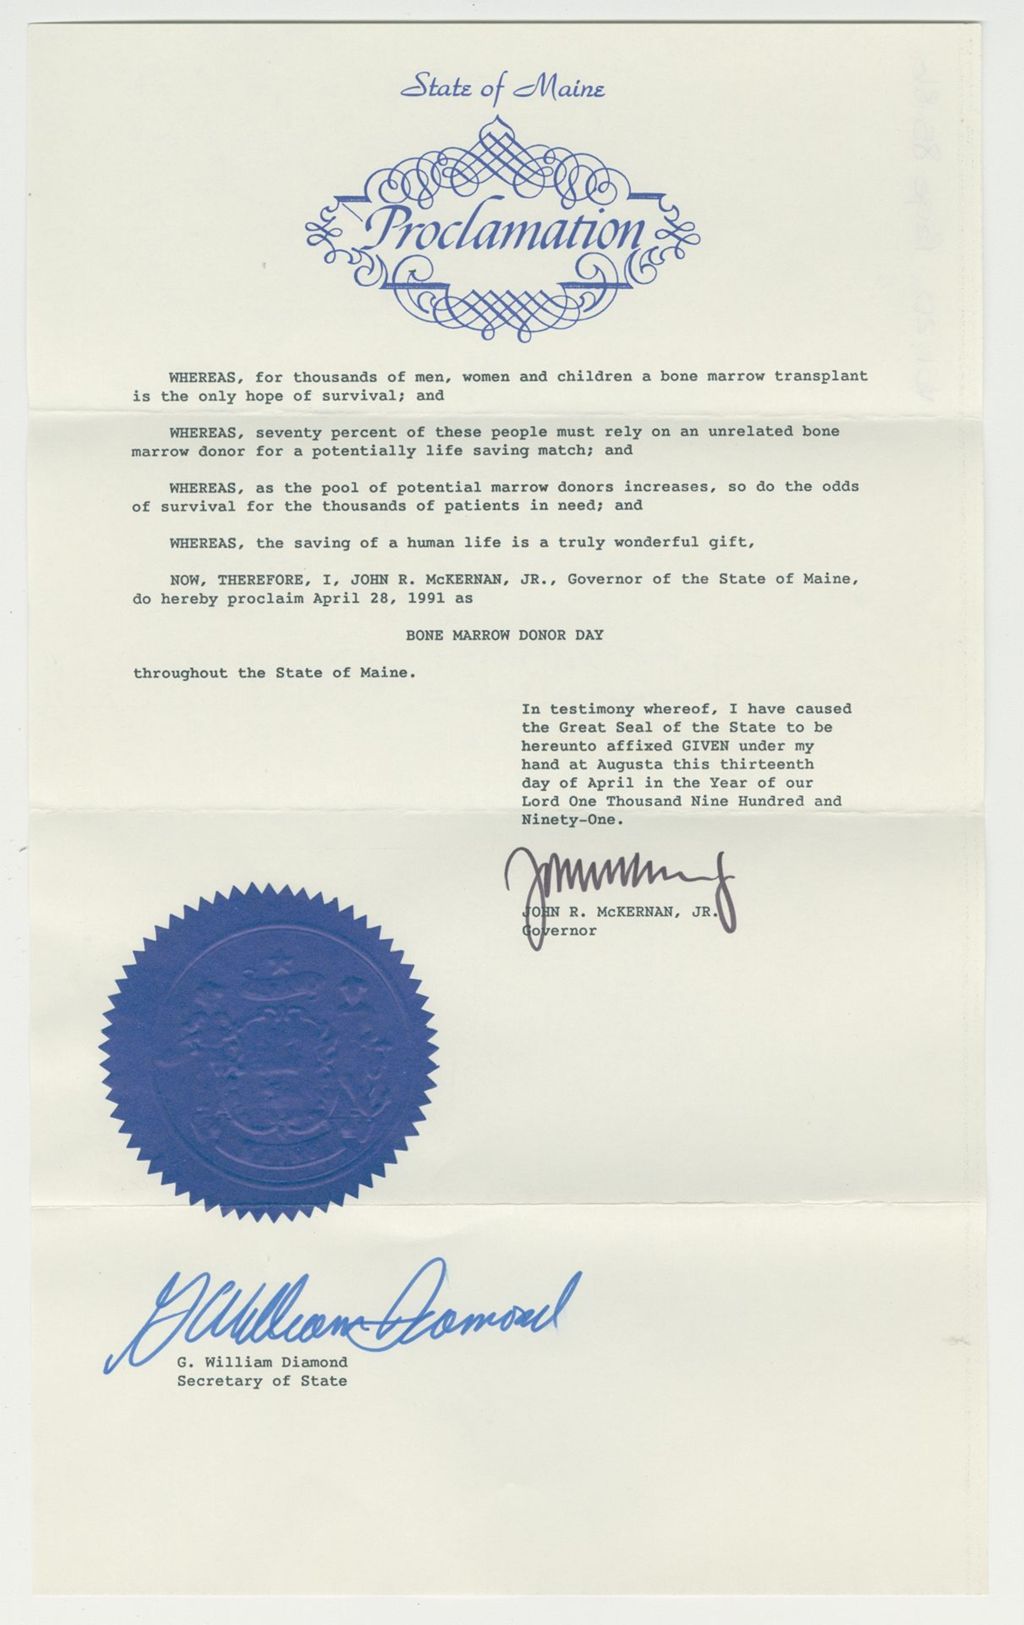 State of Maine
Proclamation
WHEREAS, for thousands of men, women and children a bone marrow transplant
is the only hope of survival; and
WHEREAS, seventy percent of these people must rely on an unrelated bone
marrow donor for a potentially life saving match; and
WHEREAS, as the pool of potential marrow donors increases, so do the odds
of survival for the thousands of patients in need; and
WHEREAS, the saving of a human life is a truly wonderful gift,
NOW, THEREFORE, I, JOHN R. McKERNAN, JR., Governor of the State of Maine,
do hereby proclaim April 28, 1991 as
BONE MARROW DONOR DAY
throughout the State of Maine.
In testimony whereof, I have caused
the Great Seal of the State to be
hereunto affixed GIVEN under my
hand at Augusta this thirteenth
day of April in the Year of our
Lord One Thousand Nine Hundred and
Ninety-One.
JOHN R. McKERNAN, JR.
Governor
G William Diamond
G. William Diamond
Secretary of State